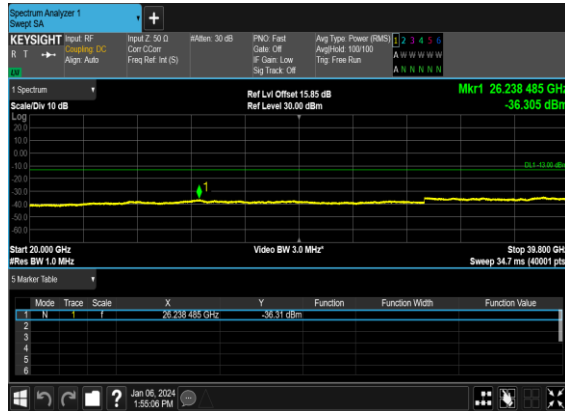 Spectrum Analyzer 1
Swept SA
+
KEYSIGHT Input: RF Input Z: 50 Ω #Atten: 30 dB PNO: Fast Avg Type: Power (RMS) 1 2 3 4 5 6
R T Coupling: DC Corr CCorr Gate: Off Avg|Hold: 100/100 A W W W W W
Align: Auto Freq Ref: Int (S) IF Gain: Low Trig: Free Run
Sig Track: Off A N N N N N
1 Spectrum
Scale/Div 10 dB
Ref Lvl Offset 15.85 dB
Ref Level 30.00 dBm
Mkr1 26.238 485 GHz
-36.305 dBm
Log
20.0
10.0
0.00
-10.0
DL1 -13.00 dBm
-20.0
-30.0
1
-40.0
-50.0
-60.0
Start 20.000 GHz Video BW 3.0 MHz* Stop 39.800 GHz
#Res BW 1.0 MHz Sweep 34.7 ms (40001 pts)
5 Marker Table
Mode Trace Scale X Y Function Function Width Function Value
1 N 1 f 26.238 485 GHz -36.31 dBm
2
3
4
5
6
? Jan 06, 2024
1:55:06 PM